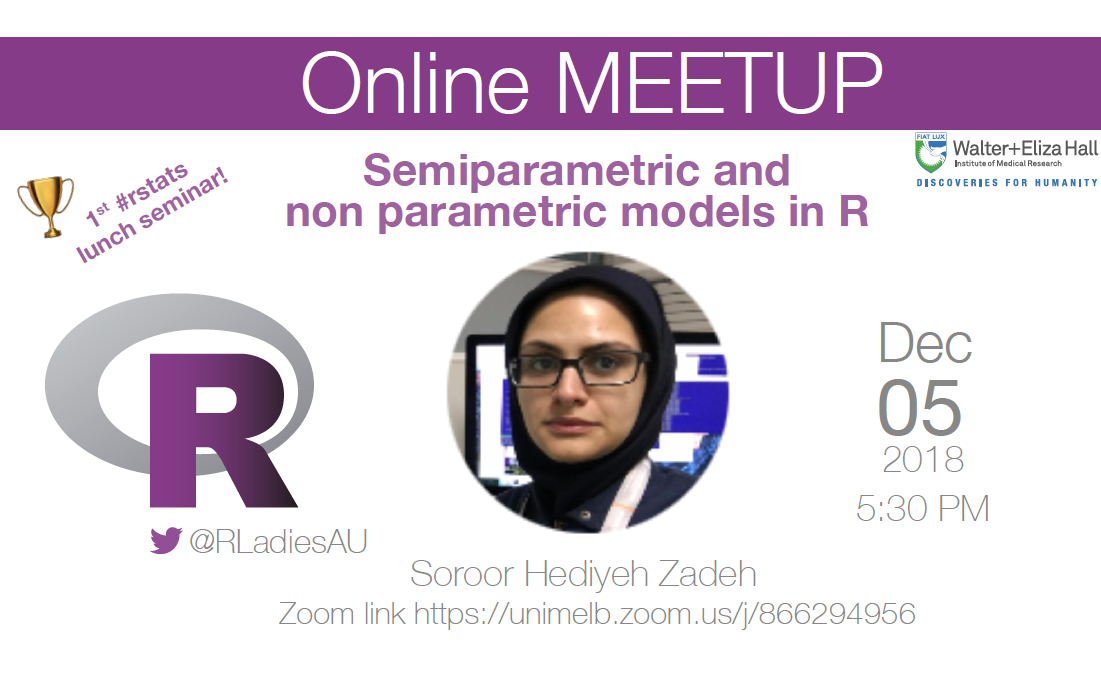 Online MEETUP
FIAT LUX
Walter+Eliza Hall
Institute of Medical Research
DISCOVERIES FOR HUMANITY
1st #rstats
lunch seminar!
Semiparametric and
non parametric models in R
R
@RLadiesAU
Dec
05
2018
5:30 PM
Soroor Hediyeh Zadeh
Zoom link https://unimelb.zoom.us/j/866294956